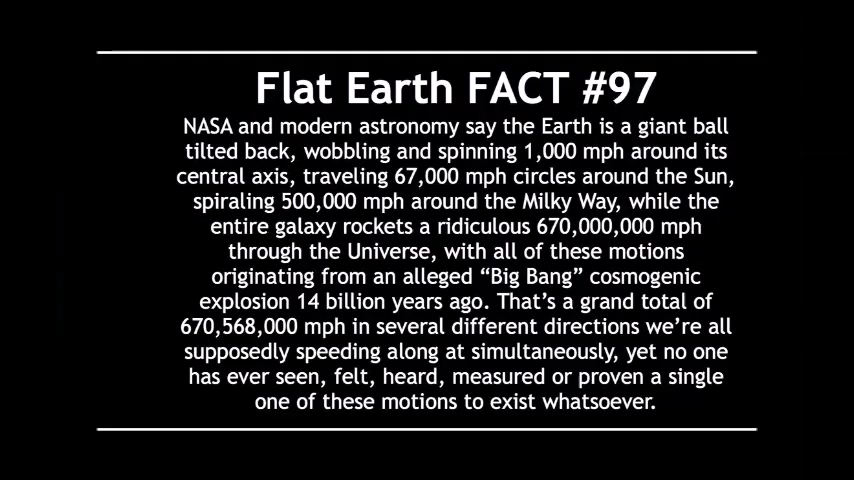 Flat Earth FACT #97
NASA and modern astronomy say the Earth is a giant ball
tilted back, wobbling and spinning 1,000 mph around its
central axis, traveling 67,000 mph circles around the Sun,
spiraling 500,000 mph around the Milky Way, while the
entire galaxy rockets a ridiculous 670,000,000 mph
through the Universe, with all of these motions
originating from an alleged “Big Bang” cosmogenic
explosion 14 billion years ago. That’s a grand total of
670,568,000 mph in several different directions we’re all
supposedly speeding along at simultaneously, yet no one
has ever seen, felt, heard, measured or proven a single
one of these motions to exist whatsoever.